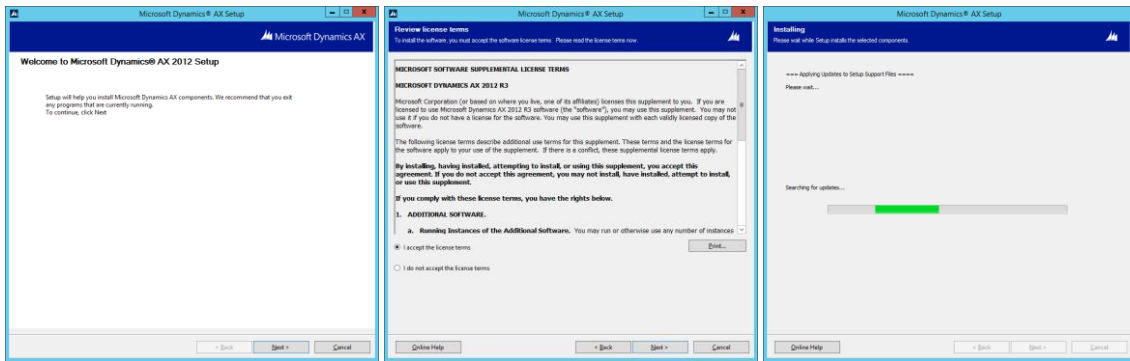 Microsoft Dynamics® AX Setup
Microsoft Dynamics AX
Welcome to Microsoft Dynamics® AX 2012 Setup
Setup will help you install Microsoft Dynamics AX components. We recommend that you exit
any programs that are currently running.
To continue, click Next
< Back
Next >
Cancel
Microsoft Dynamics® AX Setup
Review license terms
To install the software, you must accept the software license terms. Please read the license terms now.
MICROSOFT SOFTWARE SUPPLEMENTAL LICENSE TERMS
MICROSOFT DYNAMICS AX 2012 R3
Microsoft Corporation (or based on where you live, one of its affiliates) licenses this supplement to you. If you are
licensed to use Microsoft Dynamics AX 2012 R3 software (the "software"), you may use this supplement. You may not
use it if you do not have a license for the software. You may use this supplement with each validly licensed copy of the
software.
The following license terms describe additional use terms for this supplement. These terms and the license terms for
the software apply to your use of the supplement. If there is a conflict, these supplemental license terms apply.
By installing, having installed, attempting to install, or using this supplement, you accept this
agreement. If you do not accept this agreement, you may not install, have installed, attempt to install,
or use this supplement.
If you comply with these license terms, you have the rights below.
1. ADDITIONAL SOFTWARE.
a. Running Instances of the Additional Software. You may run or otherwise use any number of instances
I accept the license terms
Print...
I do not accept the license terms
Online Help
< Back
Next >
Cancel
Microsoft Dynamics® AX Setup
Installing
Please wait while Setup installs the selected components.
=== Applying Updates to Setup Support Files ====
Please wait...
Searching for updates...
Online Help
< Back
Next >
Cancel